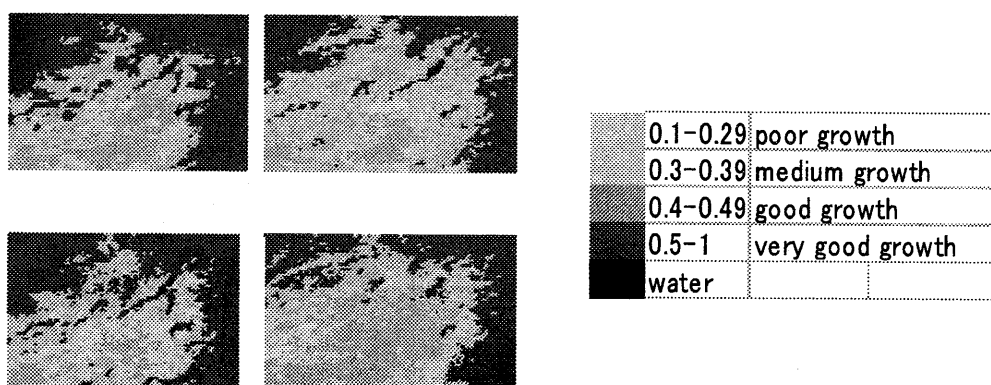 0.1-0.29 poor growth
0.3-0.39 medium growth
0.4-0.49 good growth
0.5-1 very good growth
water